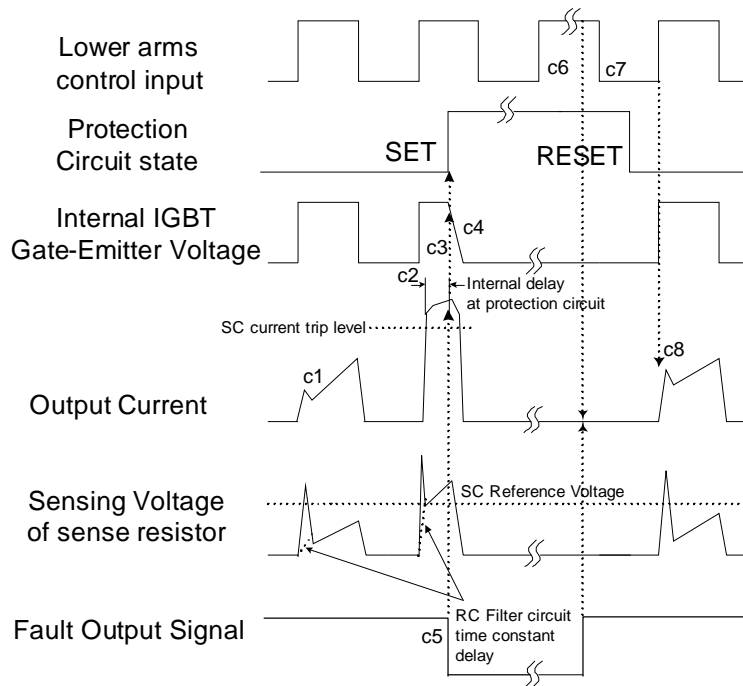 Lower arms
control input
c6
c7
Protection
Circuit state
SET
RESET
Internal IGBT
Gate-Emitter Voltage
c4
c3
c2
Internal delay
at protection circuit
SC current trip level
c1
c8
Output Current
SC Reference Voltage
Sensing Voltage
of sense resistor
Fault Output Signal
c5
RC Filter circuit
time constant
delay